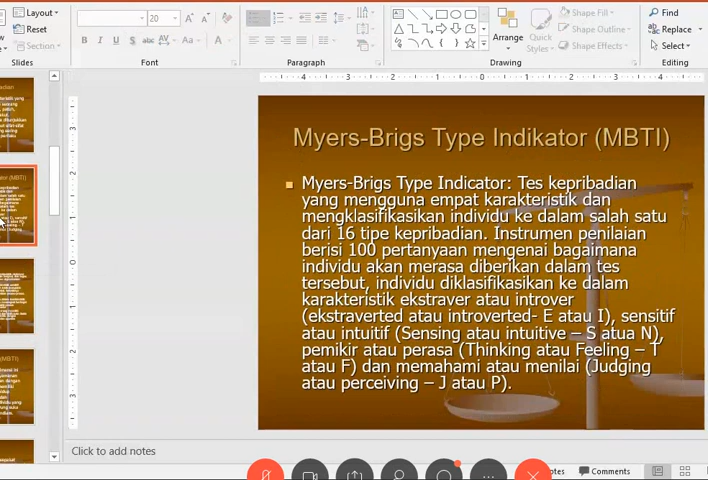 Layout
Reset
Section
Slides
20
A A
B I U S abc AV Aa A
Font
Paragraph
Arrange
Quick
Styles
Shape Fill
Shape Outline
Shape Effects
Drawing
Find
Replace
Select
Editing
Myers-Brigs Type Indikator (MBTI)
Myers-Brigs Type Indicator: Tes kepribadian
yang mengguna empat karakteristik dan
mengklasifikasikan individu ke dalam salah satu
dari 16 tipe kepribadian. Instrumen penilaian
berisi 100 pertanyaan mengenai bagaimana
individu akan merasa diberikan dalam tes
tersebut, individu diklasifikasikan ke dalam
karakteristik ekstraver atau introver
(ekstraverted atau introverted- E atau I), sensitif
atau intuitif (Sensing atau intuitive – S atua N),
pemikir atau perasa (Thinking atau Feeling – T
atau F) dan memahami atau menilai (Judging
atau perceiving – J atau P).
Click to add notes
Comments